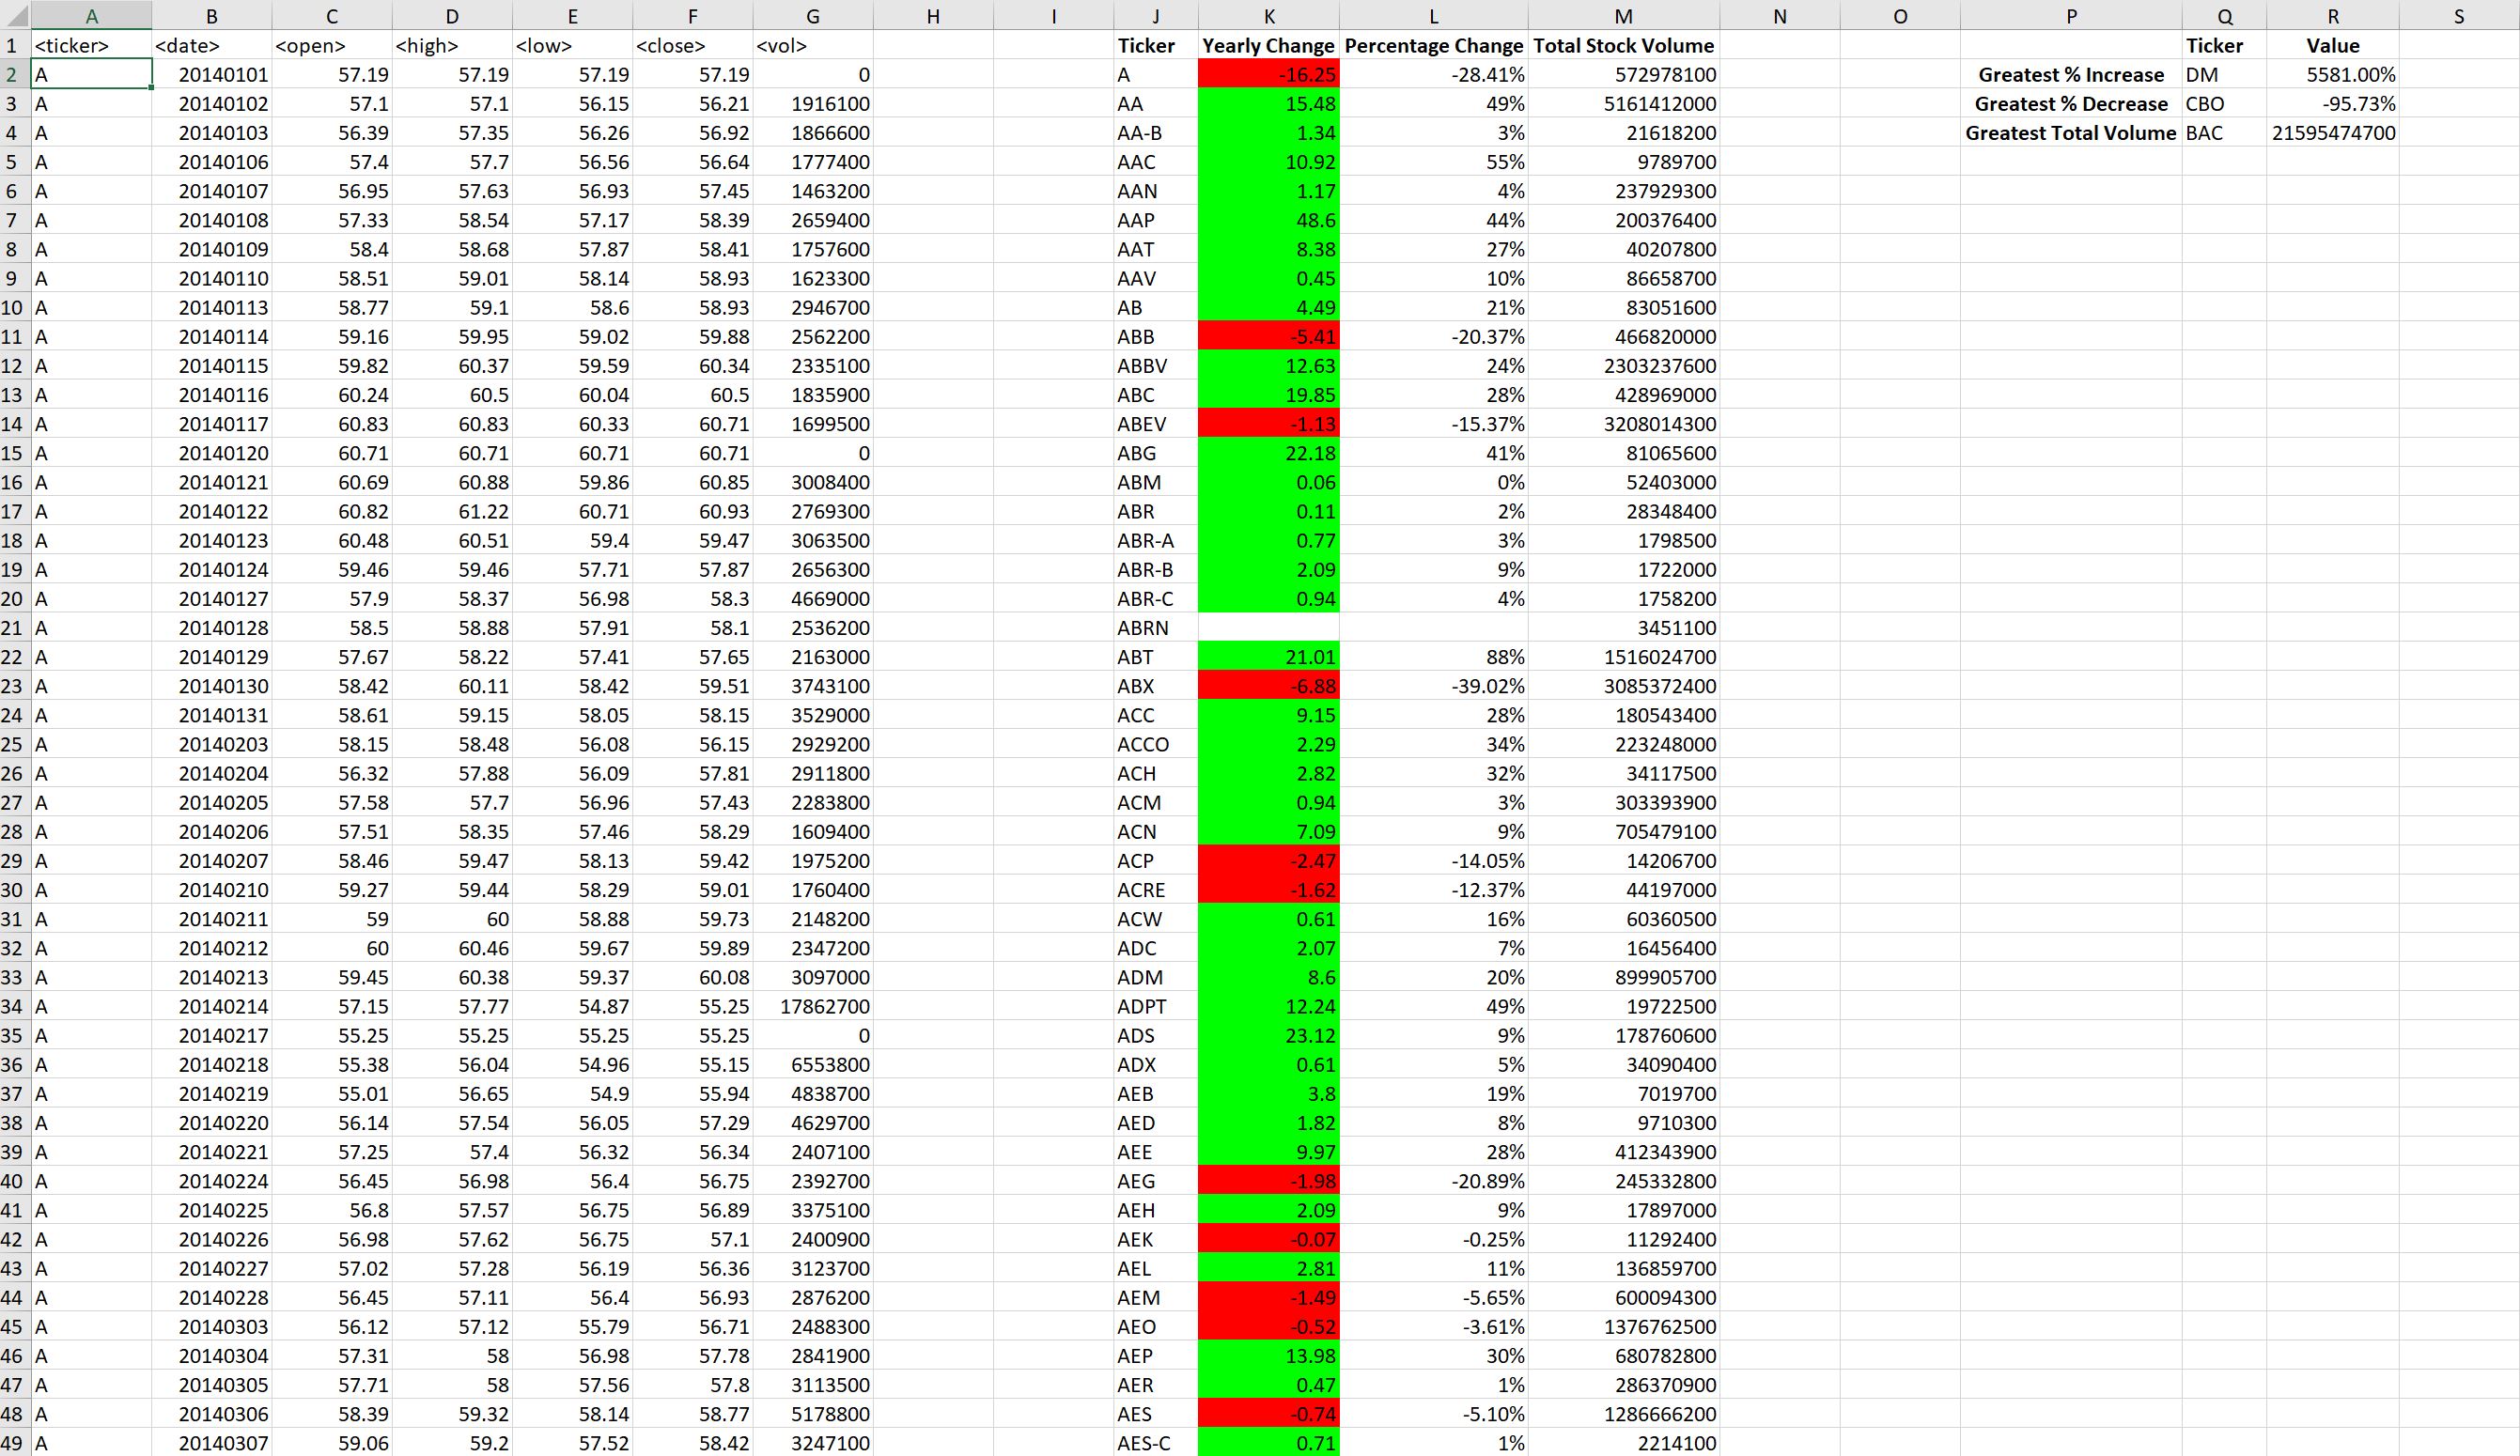 A B C D E F G H I J K L M N O P Q R S
1 <ticker> <date> <open> <high> <low> <close> <vol> Ticker Yearly Change Percentage Change Total Stock Volume Ticker Value
2 A 20140101 57.19 57.19 57.19 57.19 0 A -16.25 -28.41% 572978100 Greatest % Increase DM 5581.00%
3 A 20140102 57.1 57.1 56.15 56.21 1916100 AA 15.48 49% 5161412000 Greatest % Decrease CBO -95.73%
4 A 20140103 56.39 57.35 56.26 56.92 1866600 AA-B 1.34 3% 21618200 Greatest Total Volume BAC 21595474700
5 A 20140106 57.4 57.7 56.56 56.64 1777400 AAC 10.92 55% 9789700
6 A 20140107 56.95 57.63 56.93 57.45 1463200 AAN 1.17 4% 237929300
7 A 20140108 57.33 58.54 57.17 58.39 2659400 AAP 48.6 44% 200376400
8 A 20140109 58.4 58.68 57.87 58.41 1757600 AAT 8.38 27% 40207800
9 A 20140110 58.51 59.01 58.14 58.93 1623300 AAV 0.45 10% 86658700
10 A 20140113 58.77 59.1 58.6 58.93 2946700 AB 4.49 21% 83051600
11 A 20140114 59.16 59.95 59.02 59.88 2562200 ABB -5.41 -20.37% 466820000
12 A 20140115 59.82 60.37 59.59 60.34 2335100 ABBV 12.63 24% 2303237600
13 A 20140116 60.24 60.5 60.04 60.5 1835900 ABC 19.85 28% 428969000
14 A 20140117 60.83 60.83 60.33 60.71 1699500 ABEV -1.13 -15.37% 3208014300
15 A 20140120 60.71 60.71 60.71 60.71 0 ABG 22.18 41% 81065600
16 A 20140121 60.69 60.88 59.86 60.85 3008400 ABM 0.06 0% 52403000
17 A 20140122 60.82 61.22 60.71 60.93 2769300 ABR 0.11 2% 28348400
18 A 20140123 60.48 60.51 59.4 59.47 3063500 ABR-A 0.77 3% 1798500
19 A 20140124 59.46 59.46 57.71 57.87 2656300 ABR-B 2.09 9% 1722000
20 A 20140127 57.9 58.37 56.98 58.3 4669000 ABR-C 0.94 4% 1758200
21 A 20140128 58.5 58.88 57.91 58.1 2536200 ABRN 3451100
22 A 20140129 57.67 58.22 57.41 57.65 2163000 ABT 21.01 88% 1516024700
23 A 20140130 58.42 60.11 58.42 59.51 3743100 ABX -6.88 -39.02% 3085372400
24 A 20140131 58.61 59.15 58.05 58.15 3529000 ACC 9.15 28% 180543400
25 A 20140203 58.15 58.48 56.08 56.15 2929200 ACCO 2.29 34% 223248000
26 A 20140204 56.32 57.88 56.09 57.81 2911800 ACH 2.82 32% 34117500
27 A 20140205 57.58 57.7 56.96 57.43 2283800 ACM 0.94 3% 303393900
28 A 20140206 57.51 58.35 57.46 58.29 1609400 ACN 7.09 9% 705479100
29 A 20140207 58.46 59.47 58.13 59.42 1975200 ACP -2.47 -14.05% 14206700
30 A 20140210 59.27 59.44 58.29 59.01 1760400 ACRE -1.62 -12.37% 44197000
31 A 20140211 59 60 58.88 59.73 2148200 ACW 0.61 16% 60360500
32 A 20140212 60 60.46 59.67 59.89 2347200 ADC 2.07 7% 16456400
33 A 20140213 59.45 60.38 59.37 60.08 3097000 ADM 8.6 20% 899905700
34 A 20140214 57.15 57.77 54.87 55.25 17862700 ADPT 12.24 49% 19722500
35 A 20140217 55.25 55.25 55.25 55.25 0 ADS 23.12 9% 178760600
36 A 20140218 55.38 56.04 54.96 55.15 6553800 ADX 0.61 5% 34090400
37 A 20140219 55.01 56.65 54.9 55.94 4838700 AEB 3.8 19% 7019700
38 A 20140220 56.14 57.54 56.05 57.29 4629700 AED 1.82 8% 9710300
39 A 20140221 57.25 57.4 56.32 56.34 2407100 AEE 9.97 28% 412343900
40 A 20140224 56.45 56.98 56.4 56.75 2392700 AEG -1.98 -20.89% 245332800
41 A 20140225 56.8 57.57 56.75 56.89 3375100 AEH 2.09 9% 17897000
42 A 20140226 56.98 57.62 56.75 57.1 2400900 AEK -0.07 -0.25% 11292400
43 A 20140227 57.02 57.28 56.19 56.36 3123700 AEL 2.81 11% 136859700
44 A 20140228 56.45 57.11 56.4 56.93 2876200 AEM -1.49 -5.65% 600094300
45 A 20140303 56.12 57.12 55.79 56.71 2488300 AEO -0.52 -3.61% 1376762500
46 A 20140304 57.31 58 56.98 57.78 2841900 AEP 13.98 30% 680782800
47 A 20140305 57.71 58 57.56 57.8 3113500 AER 0.47 1% 286370900
48 A 20140306 58.39 59.32 58.14 58.77 5178800 AES -0.74 -5.10% 1286666200
49 A 20140307 59.06 59.2 57.52 58.42 3247100 AES-C 0.71 1% 2214100